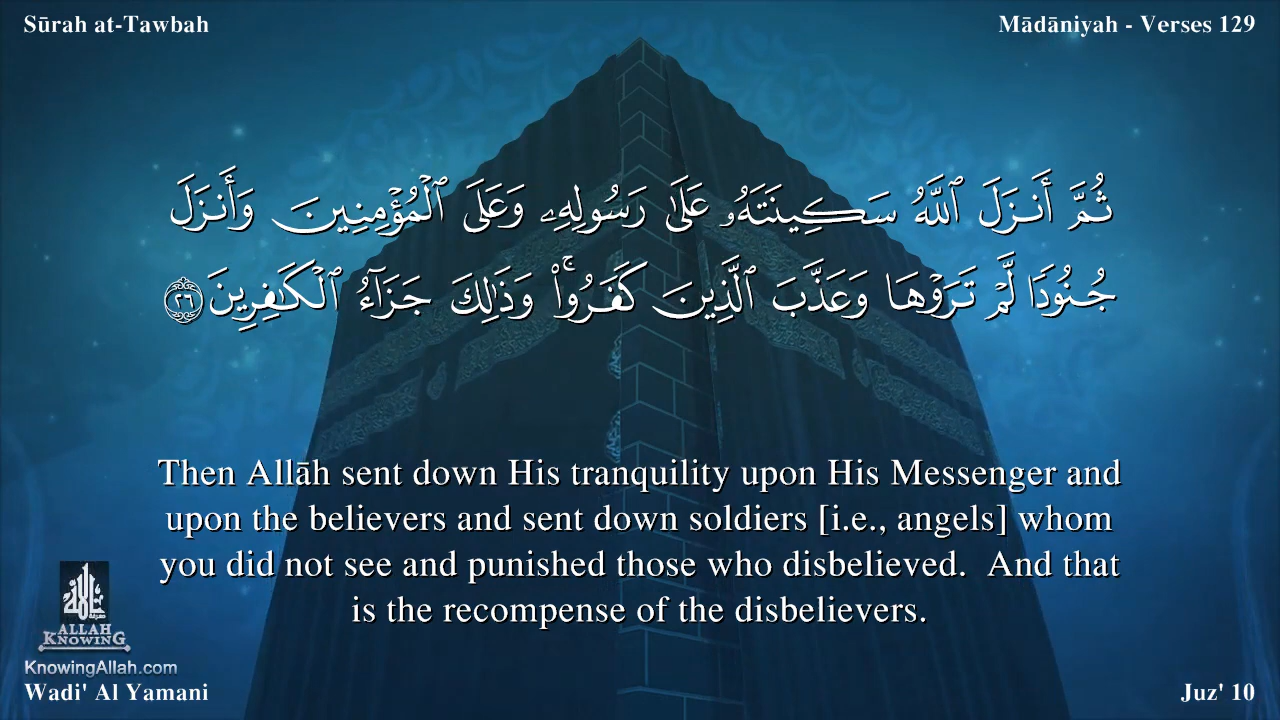 Sūrah at-Tawbah
Mādāniyah - Verses 129
ثُمَّ أَنزَلَ ٱللَّهُ سَكِينَتَهُۥ عَلَىٰ رَسُولِهِۦ وَعَلَى ٱلْمُؤْمِنِينَ وَأَنزَلَ
جُنُودًا لَّمْ تَرَوْهَا وَعَذَّبَ ٱلَّذِينَ كَفَرُوا۟ ۚ وَذَٰلِكَ جَزَآءُ ٱلْكَٰفِرِينَ ٢٦
Then Allāh sent down His tranquility upon His Messenger and
upon the believers and sent down soldiers [i.e., angels] whom
you did not see and punished those who disbelieved.  And that
is the recompense of the disbelievers.
ALLAH
KNOWING
KnowingAllah.com
Wadi' Al Yamani
Juz' 10